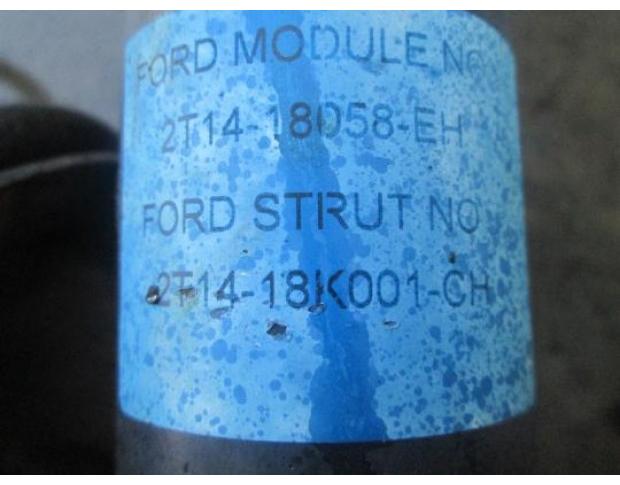 FORD MODULE No
2T14-18058-EH
FORD STRUT NO
2T14-18K001-CH